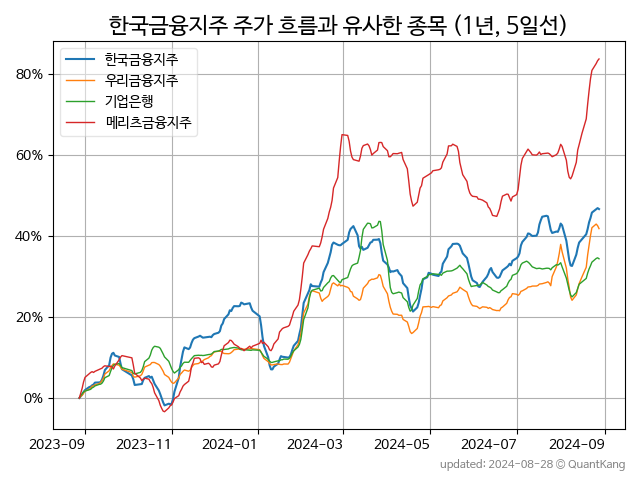 한국금융지주 주가 흐름과 유사한 종목 (1년, 5일선)
한국금융지주
우리금융지주
기업은행
메리츠금융지주
80%
60%
40%
20%
0%
2023-09 2023-11 2024-01 2024-03 2024-05 2024-07 2024-09
updated: 2024-08-28 © QuantKang